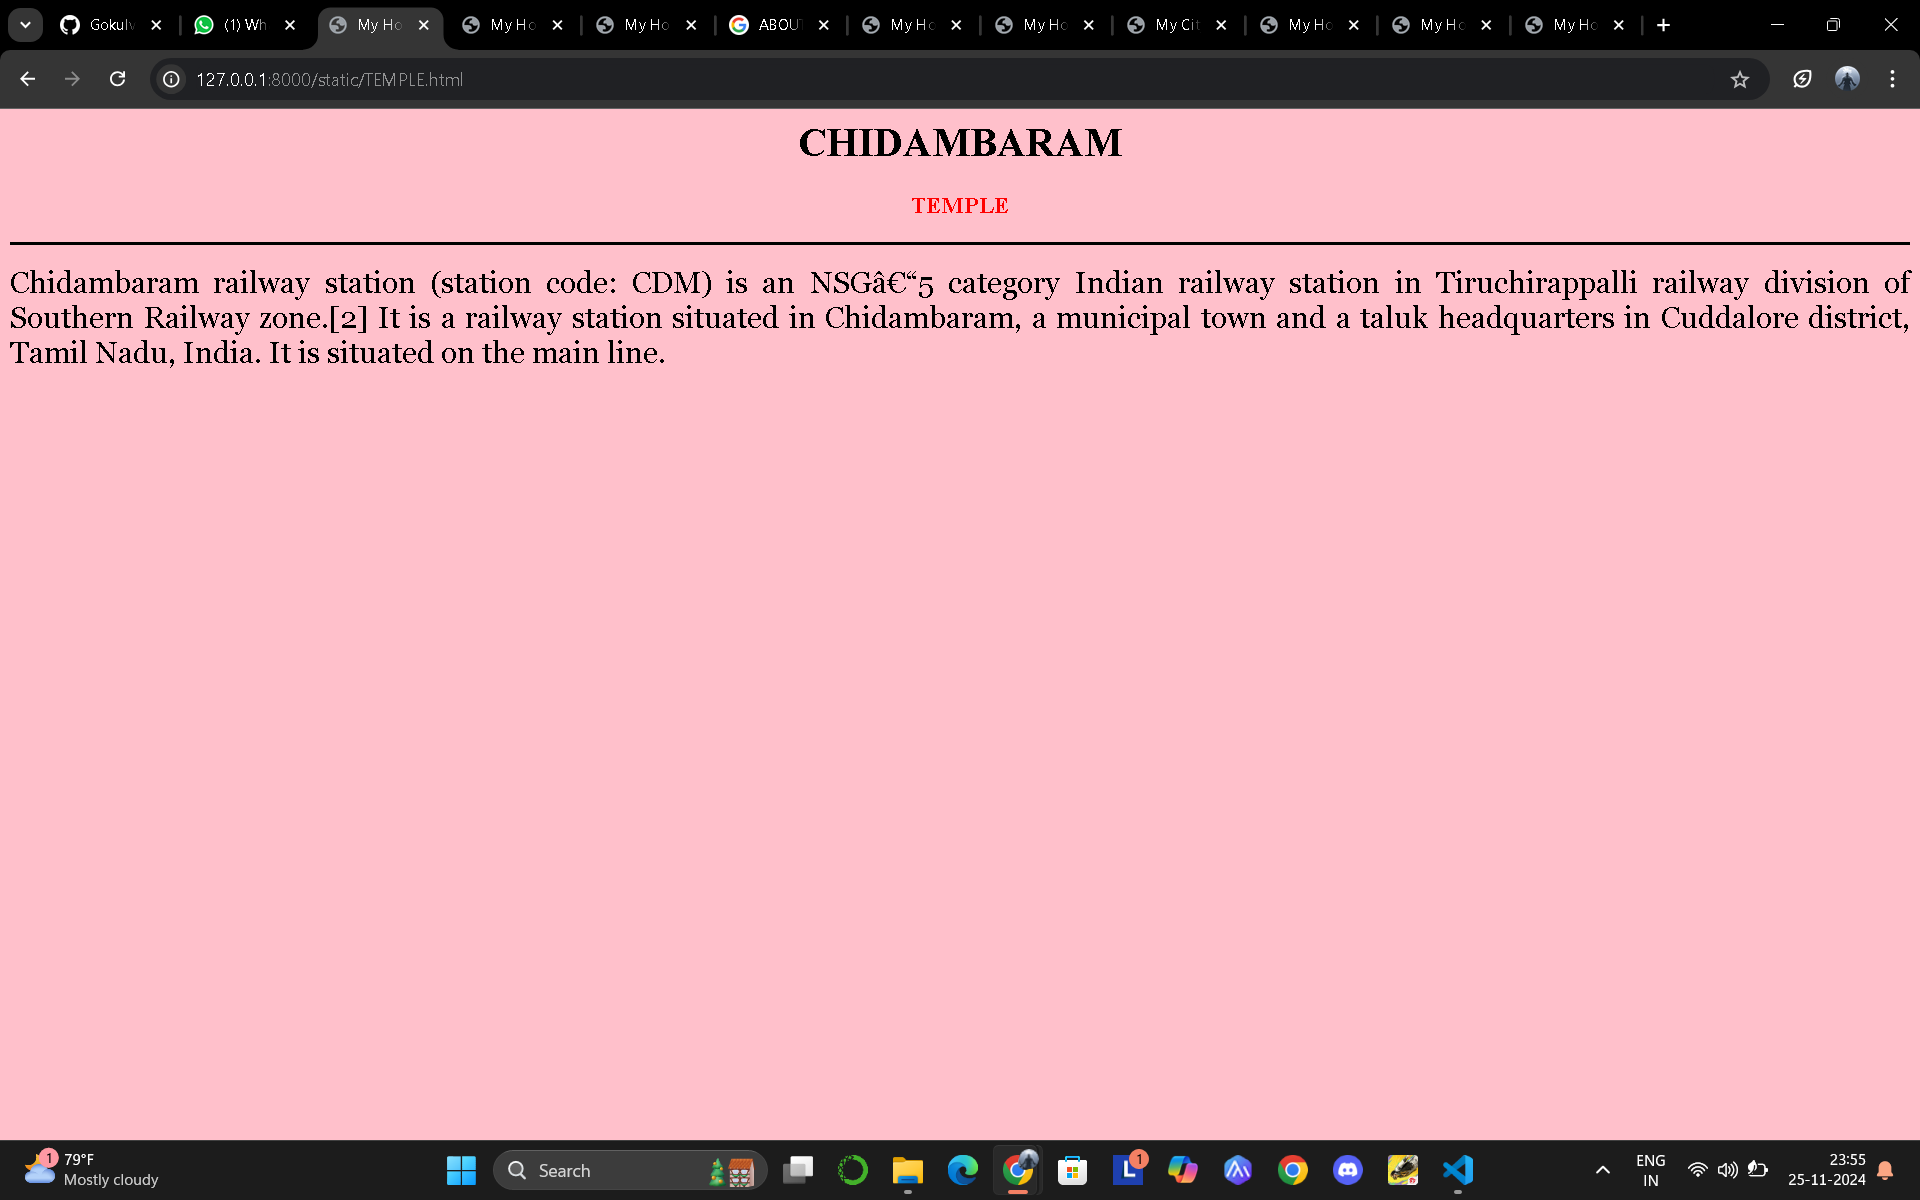 Gokulv
(1) Wh
My Ho
My Ho
My Ho
ABOUT
My Ho
My Ho
My Cit
My Ho
My Ho
My Ho
127.0.0.1:8000/static/TEMPLE.html
CHIDAMBARAM
TEMPLE
Chidambaram railway station (station code: CDM) is an NSGâ€“5 category Indian railway station in Tiruchirappalli railway division of
Southern Railway zone.[2] It is a railway station situated in Chidambaram, a municipal town and a taluk headquarters in Cuddalore district,
Tamil Nadu, India. It is situated on the main line.
1
79°F
Mostly cloudy
Search
L
1
ENG
IN
23:55
25-11-2024